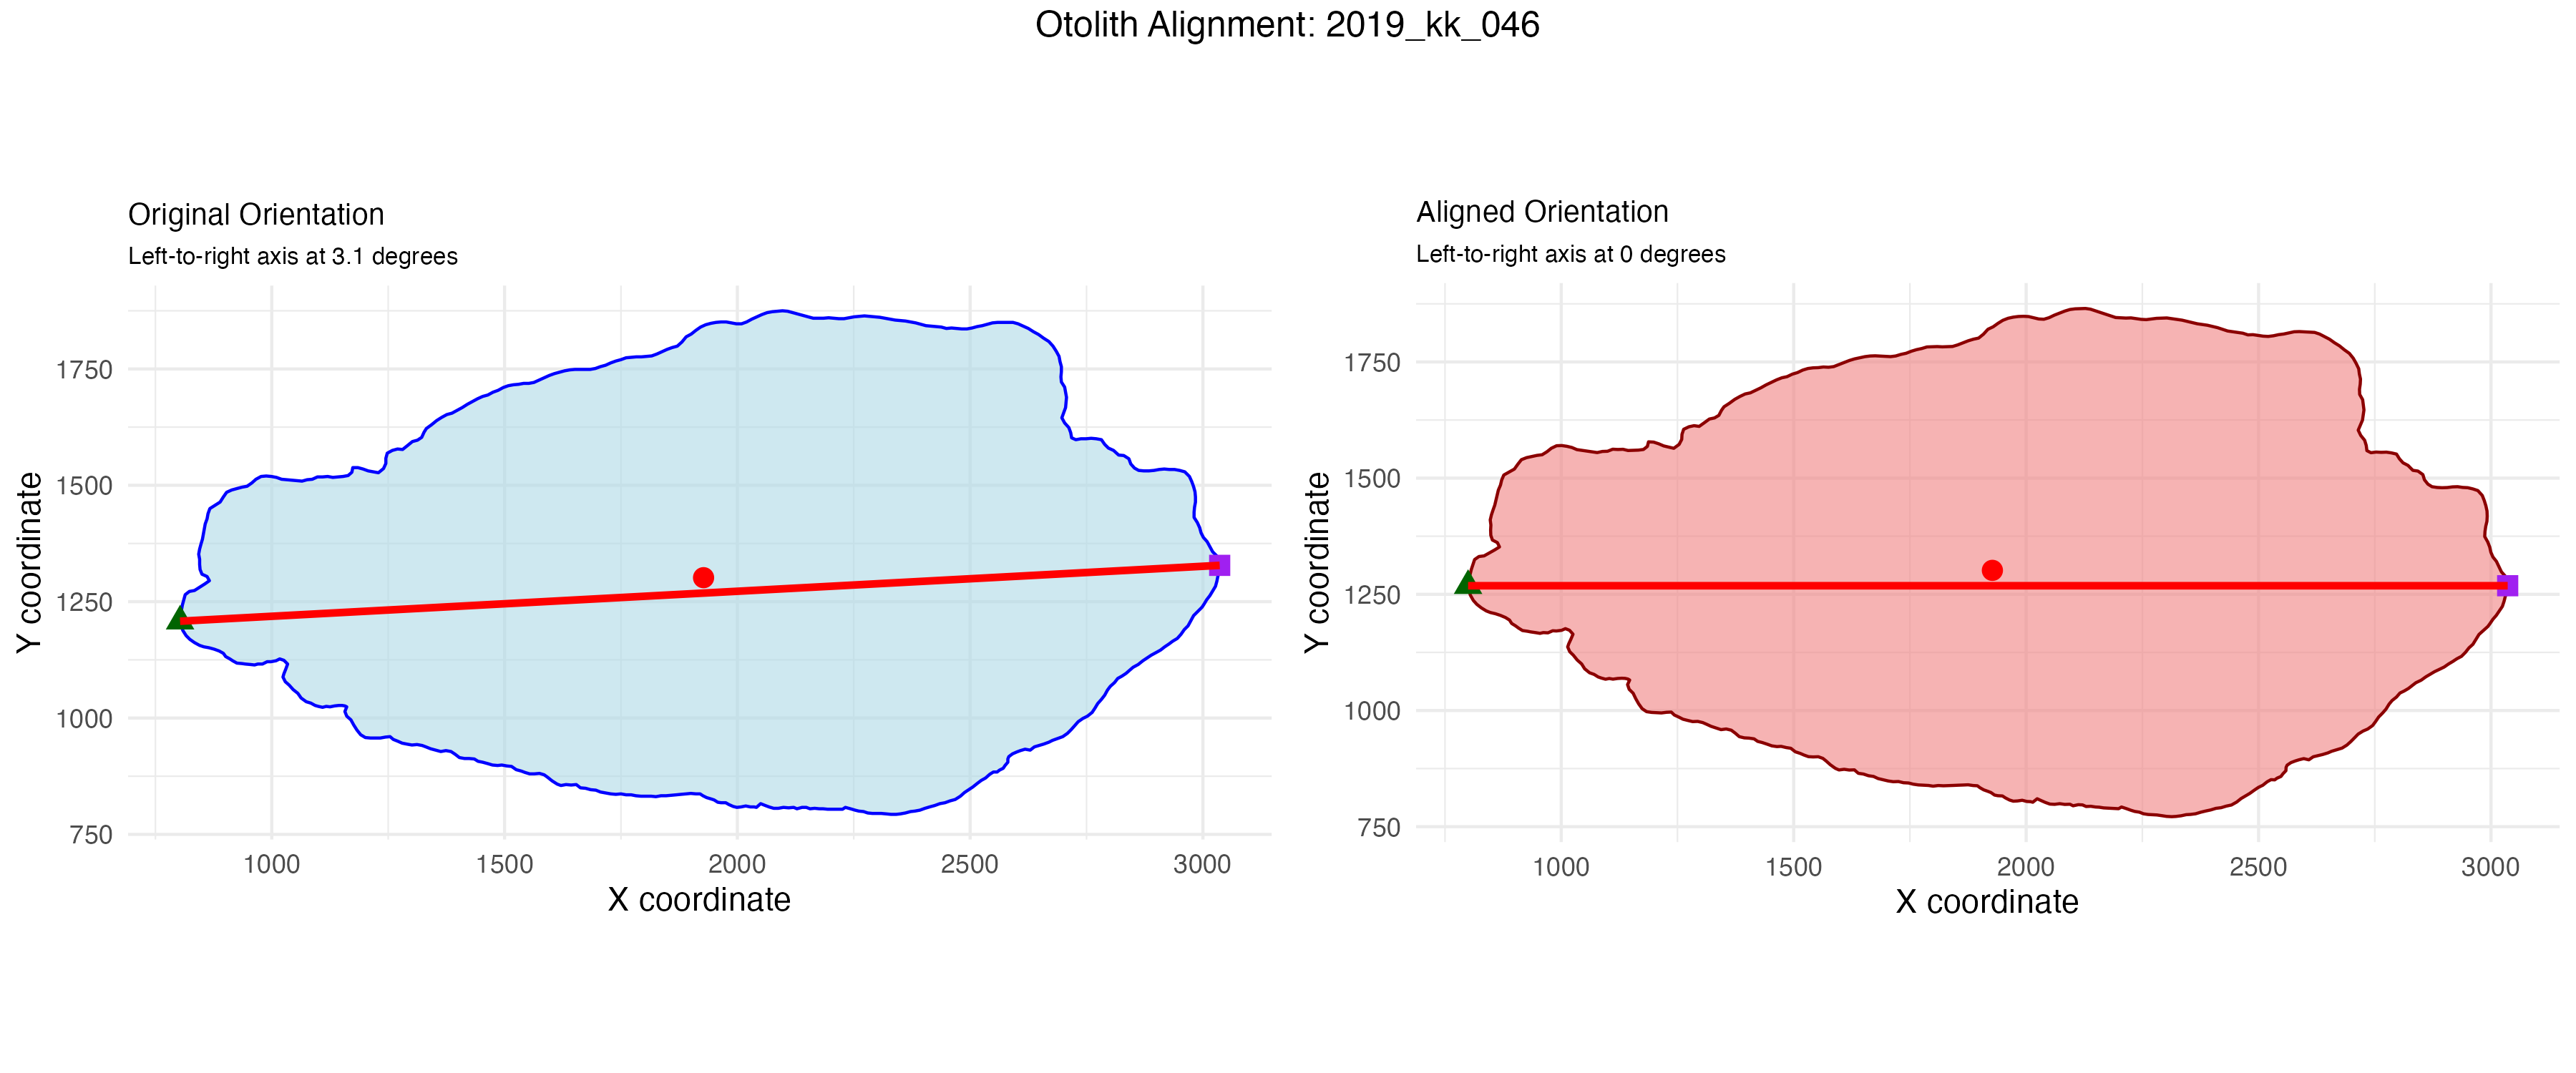 Otolith Alignment: 2019_kk_046
Original Orientation
Left-to-right axis at 3.1 degrees
Y coordinate
1750
1500
1250
1000
750
1000 1500 2000 2500 3000
X coordinate
Aligned Orientation
Left-to-right axis at 0 degrees
Y coordinate
1750
1500
1250
1000
750
1000 1500 2000 2500 3000
X coordinate